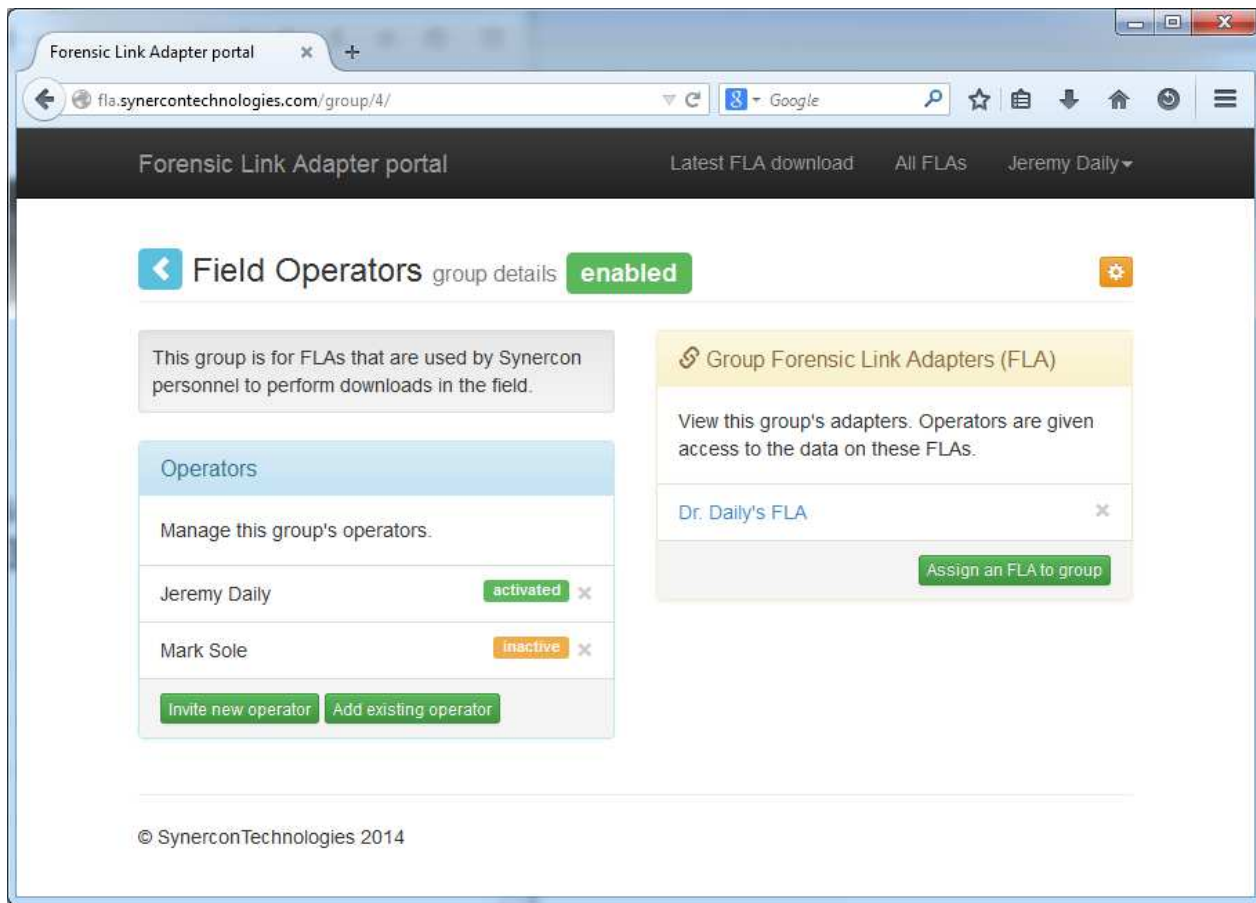 Forensic Link Adapter portal
fla.synercontechnologies.com/group/4/
Google
Forensic Link Adapter portal
Latest FLA download
All FLAs
Jeremy Daily
Field Operators group details enabled
This group is for FLAs that are used by Synercon
personnel to perform downloads in the field.
Operators
Manage this group's operators.
Jeremy Daily activated
Mark Sole inactive
Invite new operator Add existing operator
Group Forensic Link Adapters (FLA)
View this group's adapters. Operators are given
access to the data on these FLAs.
Dr. Daily's FLA
Assign an FLA to group
© SynerconTechnologies 2014